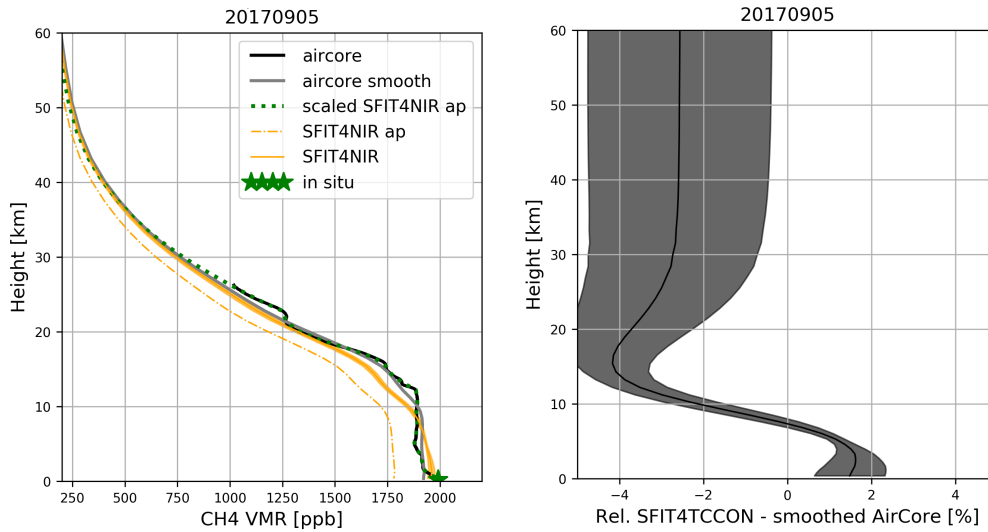 20170905
60
50
40
30
20
10
0
Height [km]
aircore
aircore smooth
scaled SFIT4NIR ap
SFIT4NIR ap
SFIT4NIR
in situ
250 500 750 1000 1250 1500 1750 2000
CH4 VMR [ppb]
20170905
60
50
40
30
20
10
0
Height [km]
−4 −2 0 2 4
Rel. SFIT4TCCON - smoothed AirCore [%]